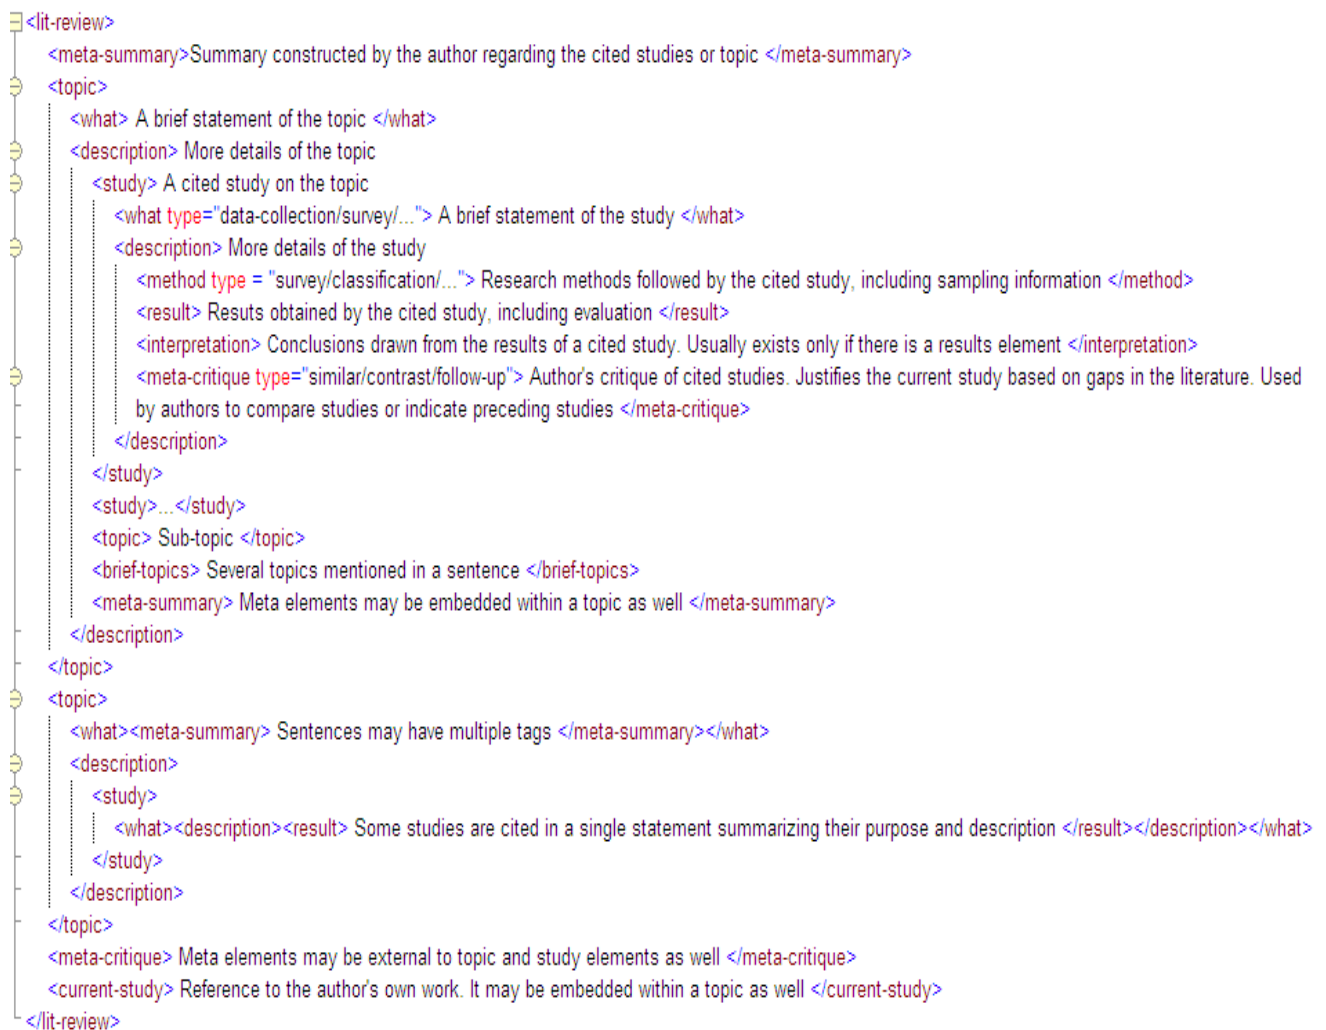 <lit-review>
<meta-summary>Summary constructed by the author regarding the cited studies or topic </meta-summary>
<topic>
<what> A brief statement of the topic </what>
<description> More details of the topic
<study> A cited study on the topic
<what type="data-collection/survey/..."> A brief statement of the study </what>
<description> More details of the study
<method type = "survey/classification/..."> Research methods followed by the cited study, including sampling information </method>
<result> Resuts obtained by the cited study, including evaluation </result>
<interpretation> Conclusions drawn from the results of a cited study. Usually exists only if there is a results element </interpretation>
<meta-critique type="similar/contrast/follow-up"> Author's critique of cited studies. Justifies the current study based on gaps in the literature. Used
by authors to compare studies or indicate preceding studies </meta-critique>
</description>
</study>
<study>...</study>
<topic> Sub-topic </topic>
<brief-topics> Several topics mentioned in a sentence </brief-topics>
<meta-summary> Meta elements may be embedded within a topic as well </meta-summary>
</description>
</topic>
<topic>
<what><meta-summary> Sentences may have multiple tags </meta-summary></what>
<description>
<study>
<what><description><result> Some studies are cited in a single statement summarizing their purpose and description </result></description></what>
</study>
</description>
</topic>
<meta-critique> Meta elements may be external to topic and study elements as well </meta-critique>
<current-study> Reference to the author's own work. It may be embedded within a topic as well </current-study>
</lit-review>